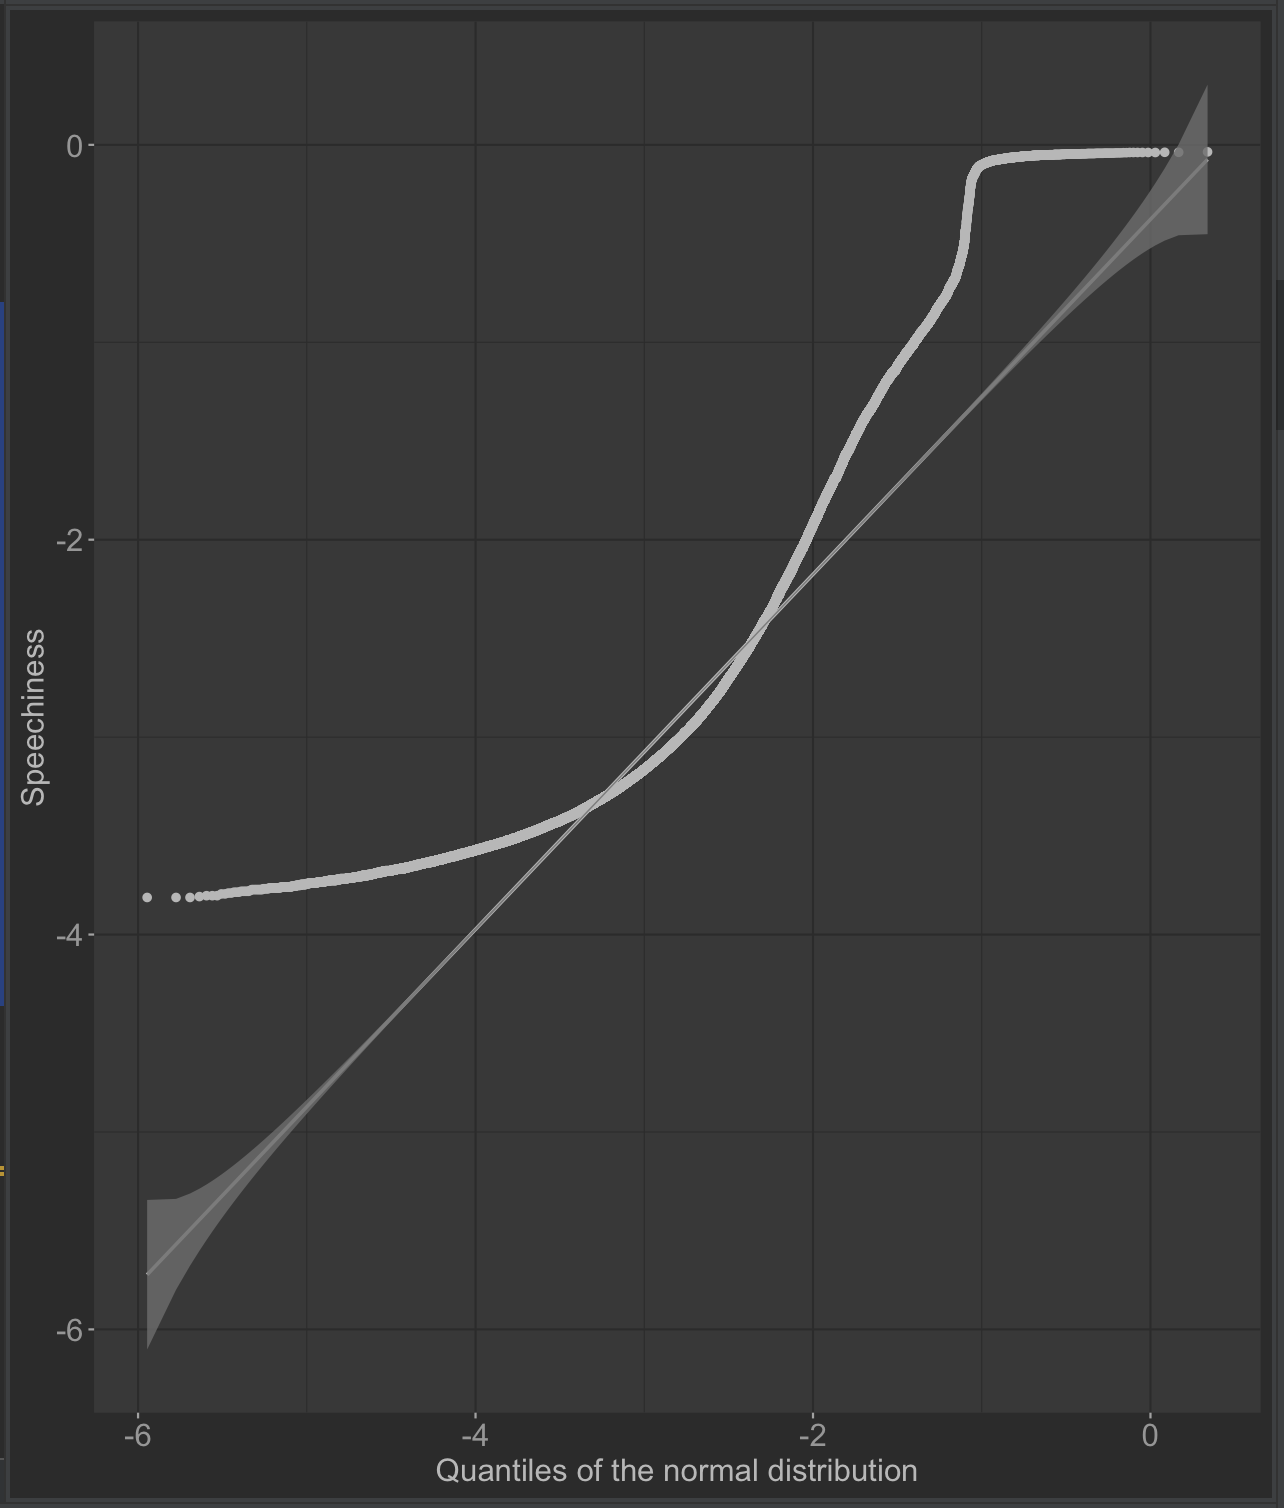 0
-2
Speechiness
-4
-6
-6 -4 -2 0
Quantiles of the normal distribution